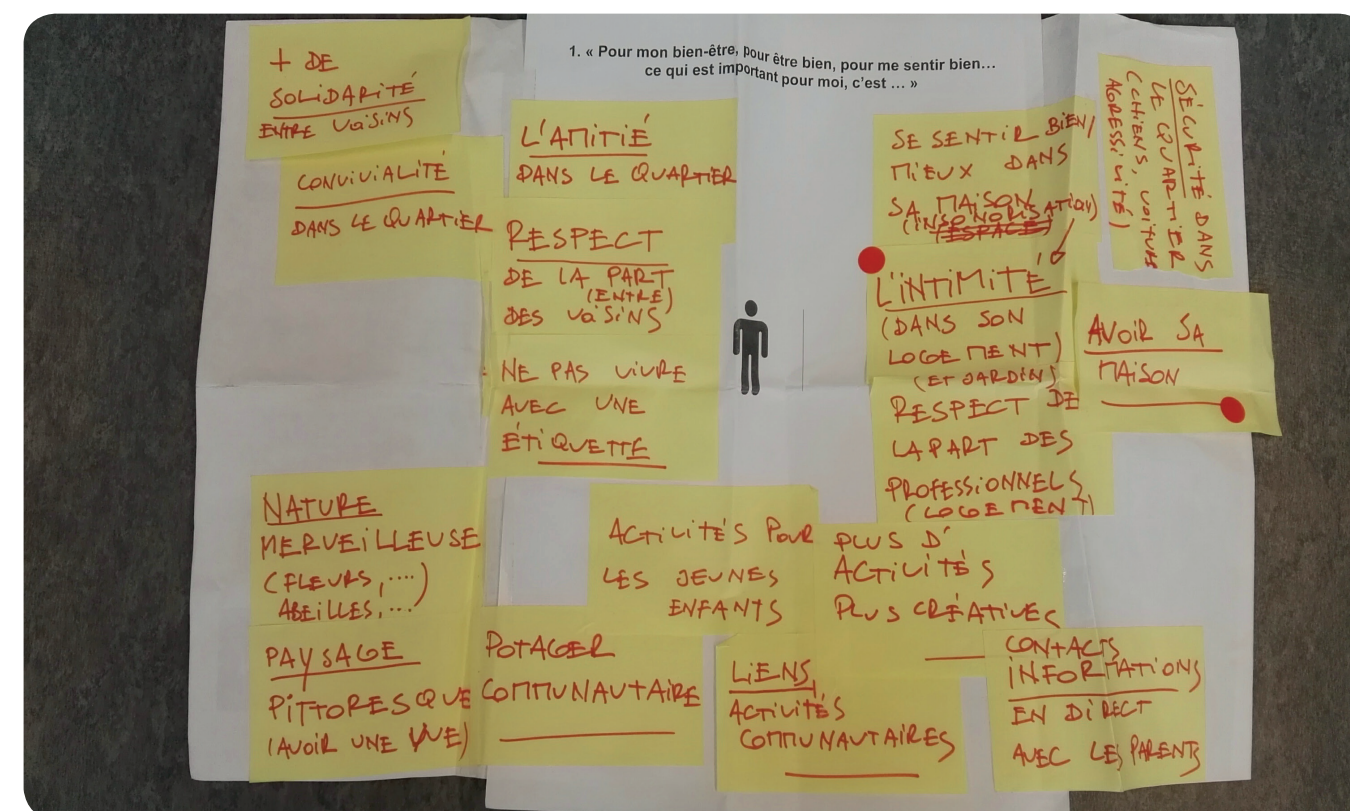 1. « Pour mon bien-être, pour être bien, pour me sentir bien…
ce qui est important pour moi, c'est … »
+ DE
SOLIDARITÉ
ENTRE VOISINS
CONVIVIALITÉ
DANS LE QUARTIER
L'AMITIÉ
DANS LE QUARTIER
RESPECT
DE LA PART
(ENTRE)
DES VOISINS
NE PAS VIVRE
AVEC UNE
ÉTIQUETTE
SE SENTIR BIEN/
MIEUX DANS
SA MAISON
(INSONORISATION)
(ESPACE)
L'INTIMITÉ
(DANS SON
LOGEMENT)
(ET JARDIN)
RESPECT DE
LA PART DES
PROFESSIONNELS
(LOGEMENT)
SÉCURITÉ DANS
LE QUARTIER
(CHIENS, VOITURE
AGRESSIVITÉ)
AVOIR SA
MAISON
NATURE
MERVEILLEUSE
(FLEURS, ....)
ABEILLES, ....
PAYSAGE
PITTORESQUE
(AVOIR UNE VUE)
POTAGER
COMMUNAUTAIRE
ACTIVITÉS POUR
LES JEUNES
ENFANTS
PLUS D'
ACTIVITÉS
PLUS CRÉATIVES
LIENS,
ACTIVITÉS
COMMUNAUTAIRES
CONTACTS
INFORMATIONS
EN DIRECT
AVEC LES PARENTS